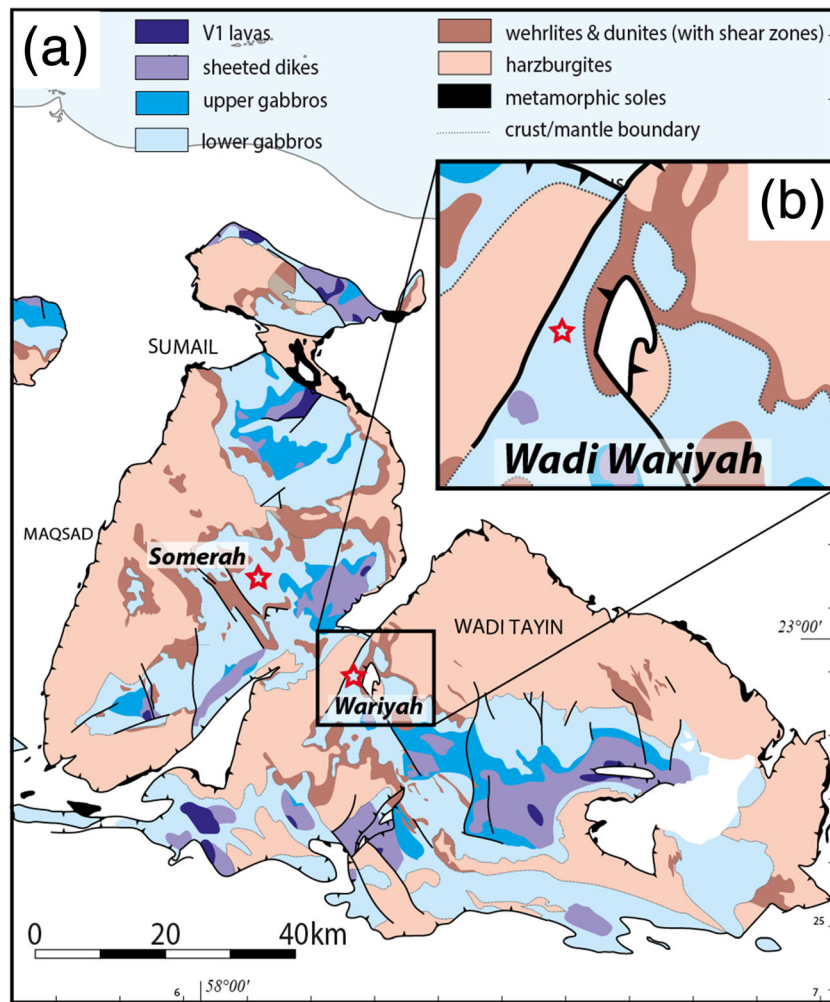 (a)
V1 lavas
sheeted dikes
upper gabbros
lower gabbros
wehrlites & dunites (with shear zones)
harzburgites
metamorphic soles
crust/mantle boundary
(b)
Wadi Wariyah
SUMAIL
MAQSAD
Somerah
WADI TAYIN
23°00'
Wariyah
0 20 40km
25
6 58°00' 7